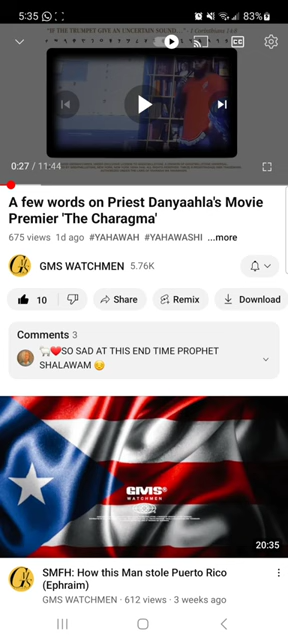 5:35
83%
"IF THE TRUMPET GIVE AN UNCERTAIN SOUND..." - I Corinthians 14:8
CC
0:27 / 11:44
A few words on Priest Danyaahla's Movie
Premier 'The Charagma'
675 views 1d ago #YAHAWAH #YAHAWASHI ...more
GMS WATCHMEN 5.76K
10
Share
Remix
Download
Comments 3
🐑❤️SO SAD AT THIS END TIME PROPHET
SHALAWAM 😔
GMS®
WATCHMEN
20:35
SMFH: How this Man stole Puerto Rico
(Ephraim)
GMS WATCHMEN · 612 views · 3 weeks ago